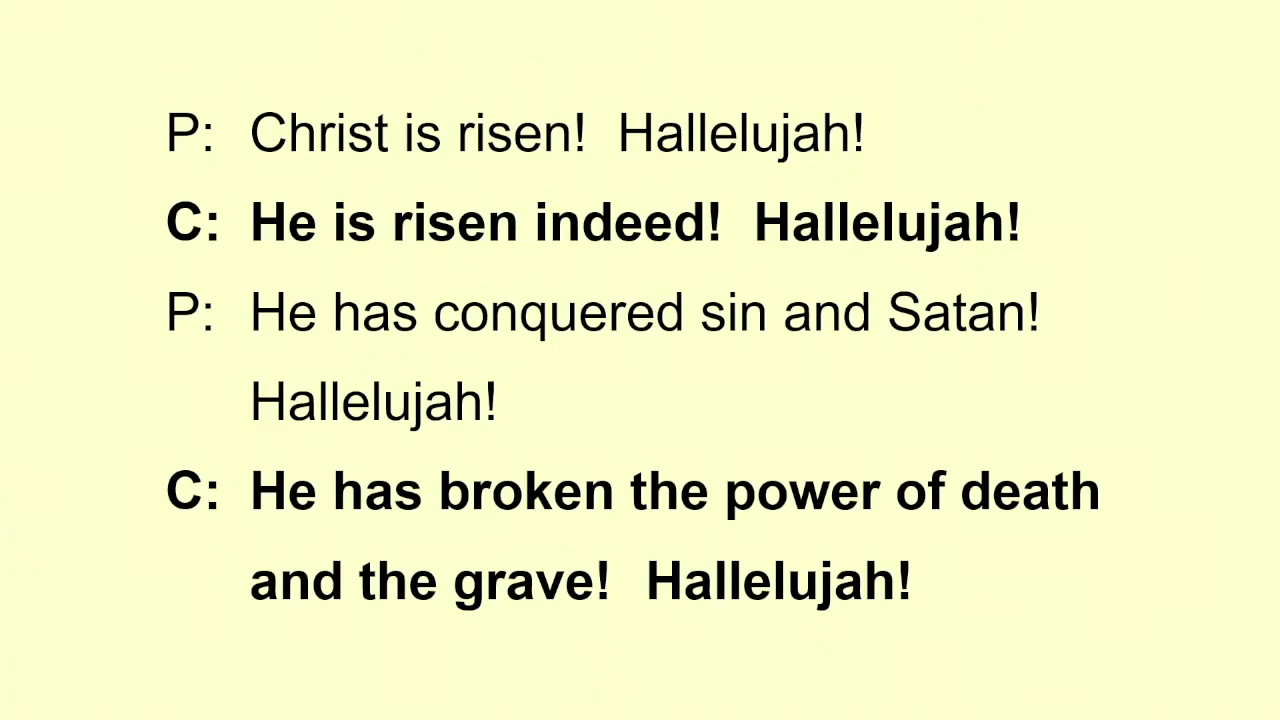 P: Christ is risen! Hallelujah!
C: He is risen indeed! Hallelujah!
P: He has conquered sin and Satan!
Hallelujah!
C: He has broken the power of death
and the grave! Hallelujah!